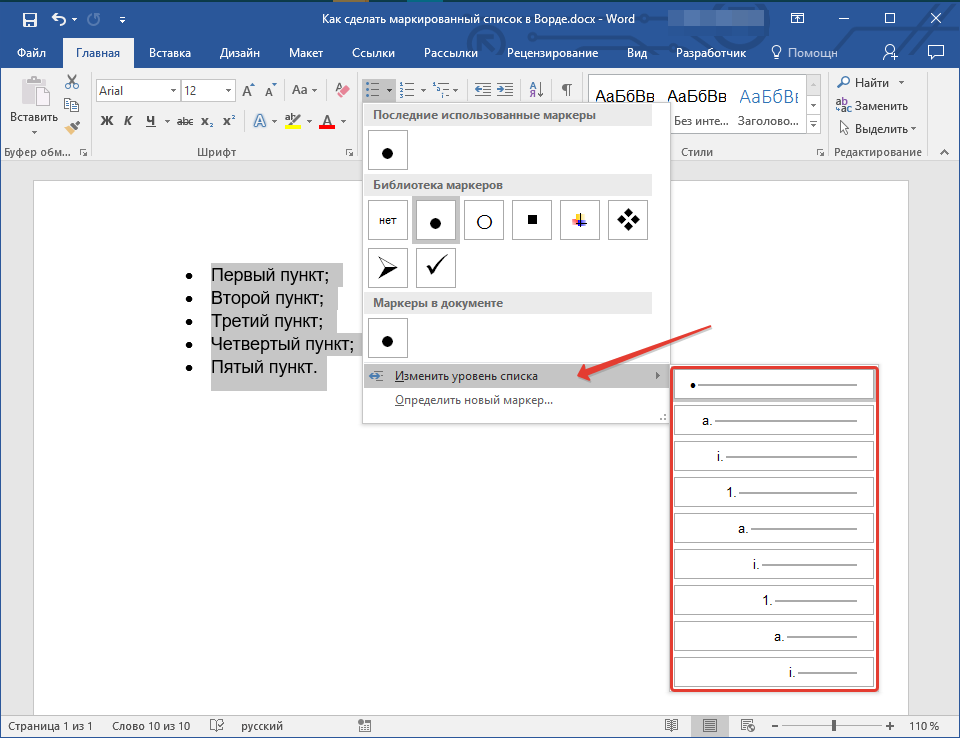 Как сделать маркированный список в Ворде.docx - Word
Файл Главная Вставка Дизайн Макет Ссылки Рассылки Рецензирование Вид Разработчик Помощн
Вставить
Буфер обм...
Arial 12 A A Aa
Ж К Ч abc x₂ x² A aby A
Шрифт
АаБбВв АаБбВв АаБбВ
Без инте... Заголово...
Стили
Найти
Заменить
Выделить
Редактирование
Последние использованные маркеры
Библиотека маркеров
нет
Маркеры в документе
Изменить уровень списка
Определить новый маркер...
• Первый пункт;
• Второй пункт;
• Третий пункт;
• Четвертый пункт;
• Пятый пункт.
•
a.
i.
1.
a.
i.
1.
a.
i.
Страница 1 из 1 Слово 10 из 10 русский 110 %